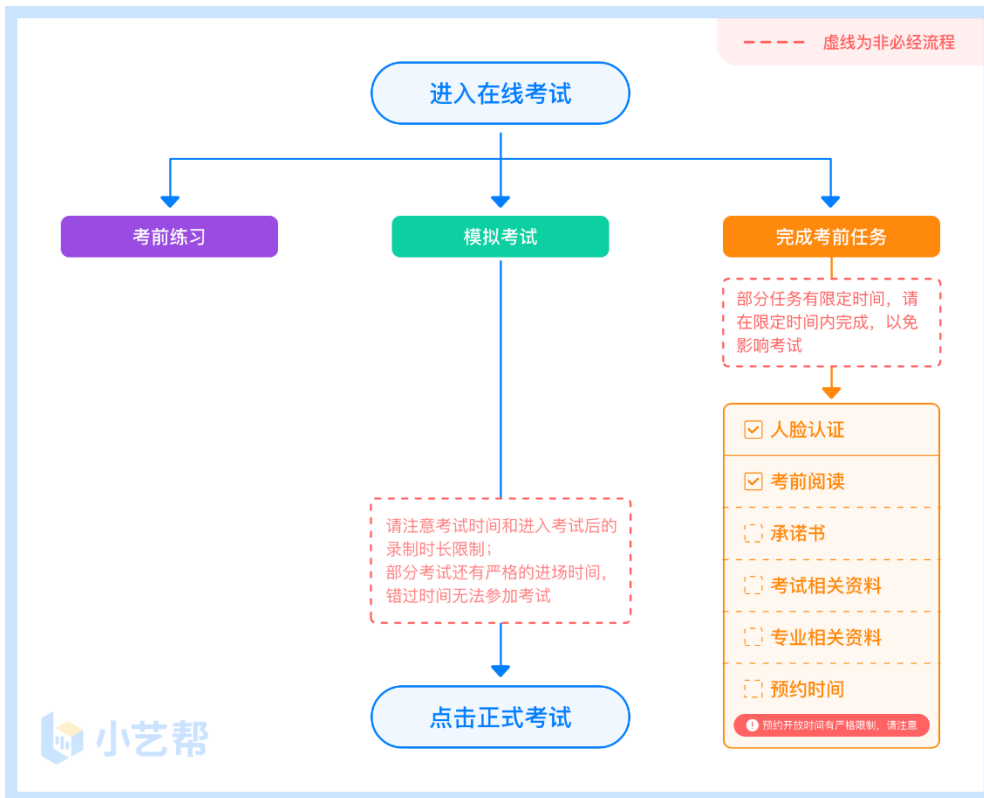 虚线为非必经流程
进入在线考试
考前练习
模拟考试
完成考前任务
部分任务有限定时间，请
在限定时间内完成，以免
影响考试
人脸认证
考前阅读
承诺书
考试相关资料
专业相关资料
预约时间
预约开放时间有严格限制，请注意
请注意考试时间和进入考试后的
录制时长限制；
部分考试还有严格的进场时间，
错过时间无法参加考试
点击正式考试
小艺帮